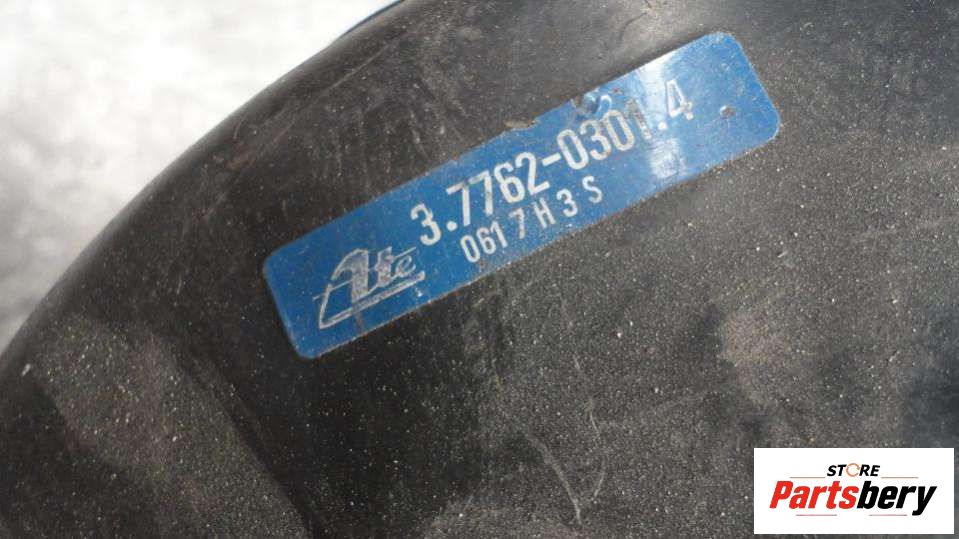 Ate
3.7762-0301.4
0617H3S
STORE
Partsbery